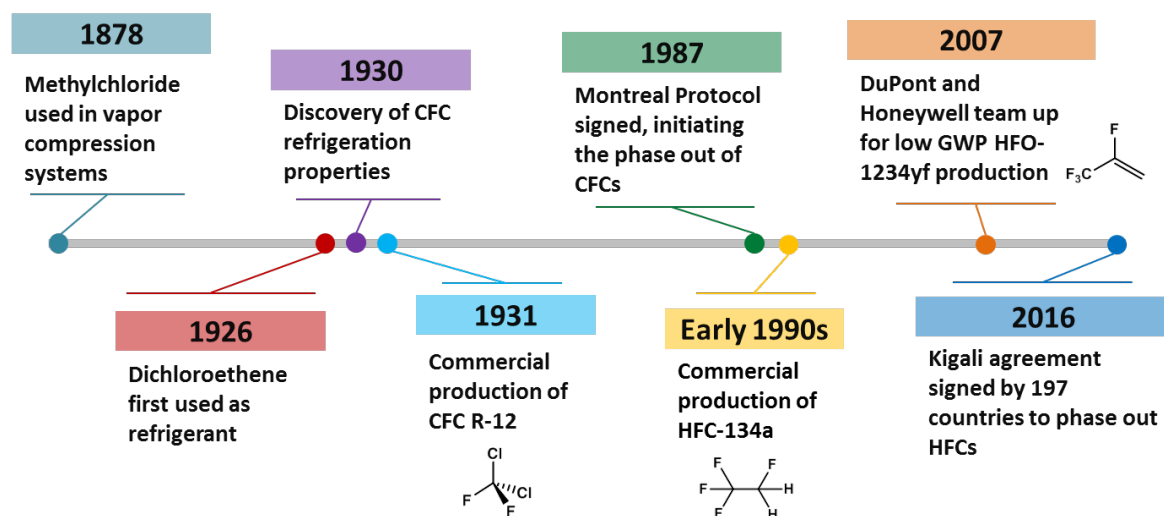 1878
Methylchloride
used in vapor
compression
systems
1930
Discovery of CFC
refrigeration
properties
1987
Montreal Protocol
signed, initiating
the phase out of
CFCs
2007
DuPont and
Honeywell team up
for low GWP HFO-
1234yf production
F
F₃C
1926
Dichloroethene
first used as
refrigerant
1931
Commercial
production of
CFC R-12
Cl
F Cl
F
Early 1990s
Commercial
production of
HFC-134a
F F
F H
F H
2016
Kigali agreement
signed by 197
countries to phase out
HFCs